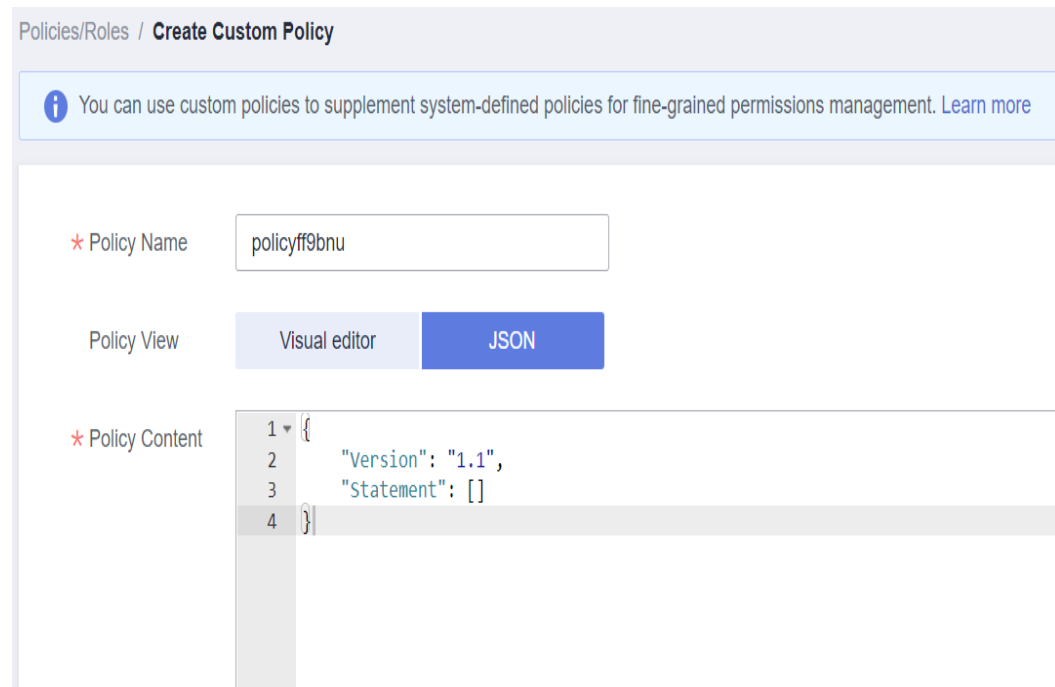 Policies/Roles / Create Custom Policy
You can use custom policies to supplement system-defined policies for fine-grained permissions management. Learn more
* Policy Name policyff9bnu
Policy View Visual editor JSON
* Policy Content
1 {
2 "Version": "1.1",
3 "Statement": []
4 }